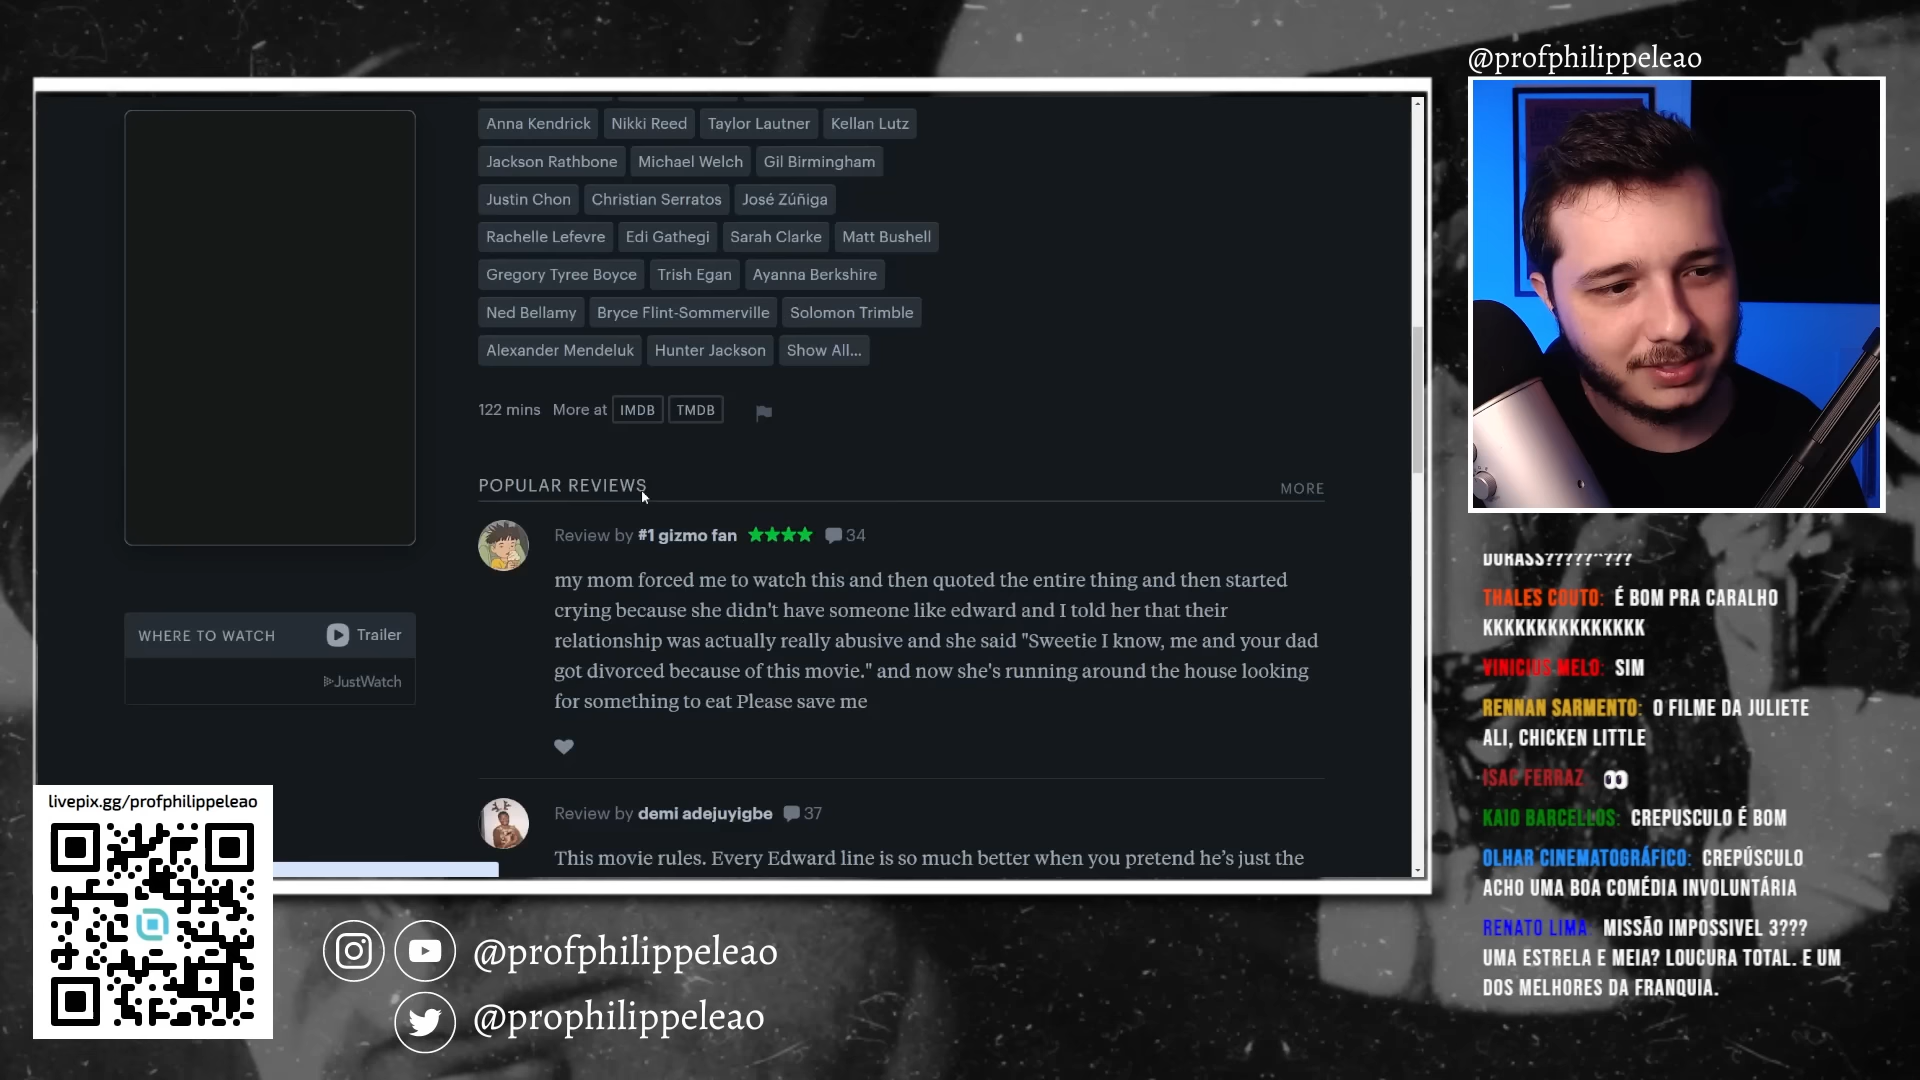 @profphilippeleao
Anna Kendrick Nikki Reed Taylor Lautner Kellan Lutz
Jackson Rathbone Michael Welch Gil Birmingham
Justin Chon Christian Serratos José Zúñiga
Rachelle Lefevre Edi Gathegi Sarah Clarke Matt Bushell
Gregory Tyree Boyce Trish Egan Ayanna Berkshire
Ned Bellamy Bryce Flint-Sommerville Solomon Trimble
Alexander Mendeluk Hunter Jackson Show All...
122 mins More at IMDB TMDB
POPULAR REVIEWS MORE
Review by #1 gizmo fan ★★★★ 34
my mom forced me to watch this and then quoted the entire thing and then started
crying because she didn't have someone like edward and I told her that their
relationship was actually really abusive and she said "Sweetie I know, me and your dad
got divorced because of this movie." and now she's running around the house looking
for something to eat Please save me
Review by demi adejuyigbe 37
This movie rules. Every Edward line is so much better when you pretend he’s just the
WHERE TO WATCH Trailer
JustWatch
livepix.gg/profphilippeleao
@profphilippeleao
@prophilippeleao
THALES COUTO: É BOM PRA CARALHO
KKKKKKKKKKKKKKK
VINICIUS MELO: SIM
RENNAN SARMENTO: O FILME DA JULIETE
ALI, CHICKEN LITTLE
ISAC FERRAZ
KAIO BARCELLOS: CREPUSCULO É BOM
OLHAR CINEMATOGRÁFICO: CREPÚSCULO
ACHO UMA BOA COMÉDIA INVOLUNTÁRIA
RENATO LIMA: MISSÃO IMPOSSIVEL 3???
UMA ESTRELA E MEIA? LOUCURA TOTAL. E UM
DOS MELHORES DA FRANQUIA.